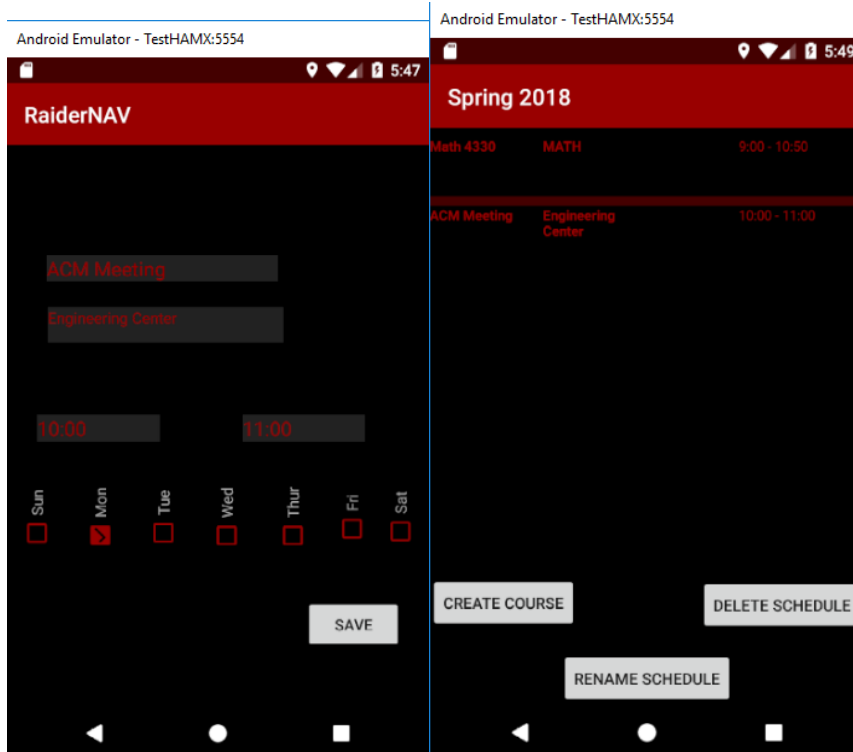 Android Emulator - TestHAMX:5554
5:47
RaiderNAV
ACM Meeting
Engineering Center
10:00 11:00
Sun Mon Tue Wed Thur Fri Sat
SAVE
Android Emulator - TestHAMX:5554
5:49
Spring 2018
Math 4330 MATH 9:00 - 10:50
ACM Meeting Engineering 10:00 - 11:00
Center
CREATE COURSE DELETE SCHEDULE
RENAME SCHEDULE